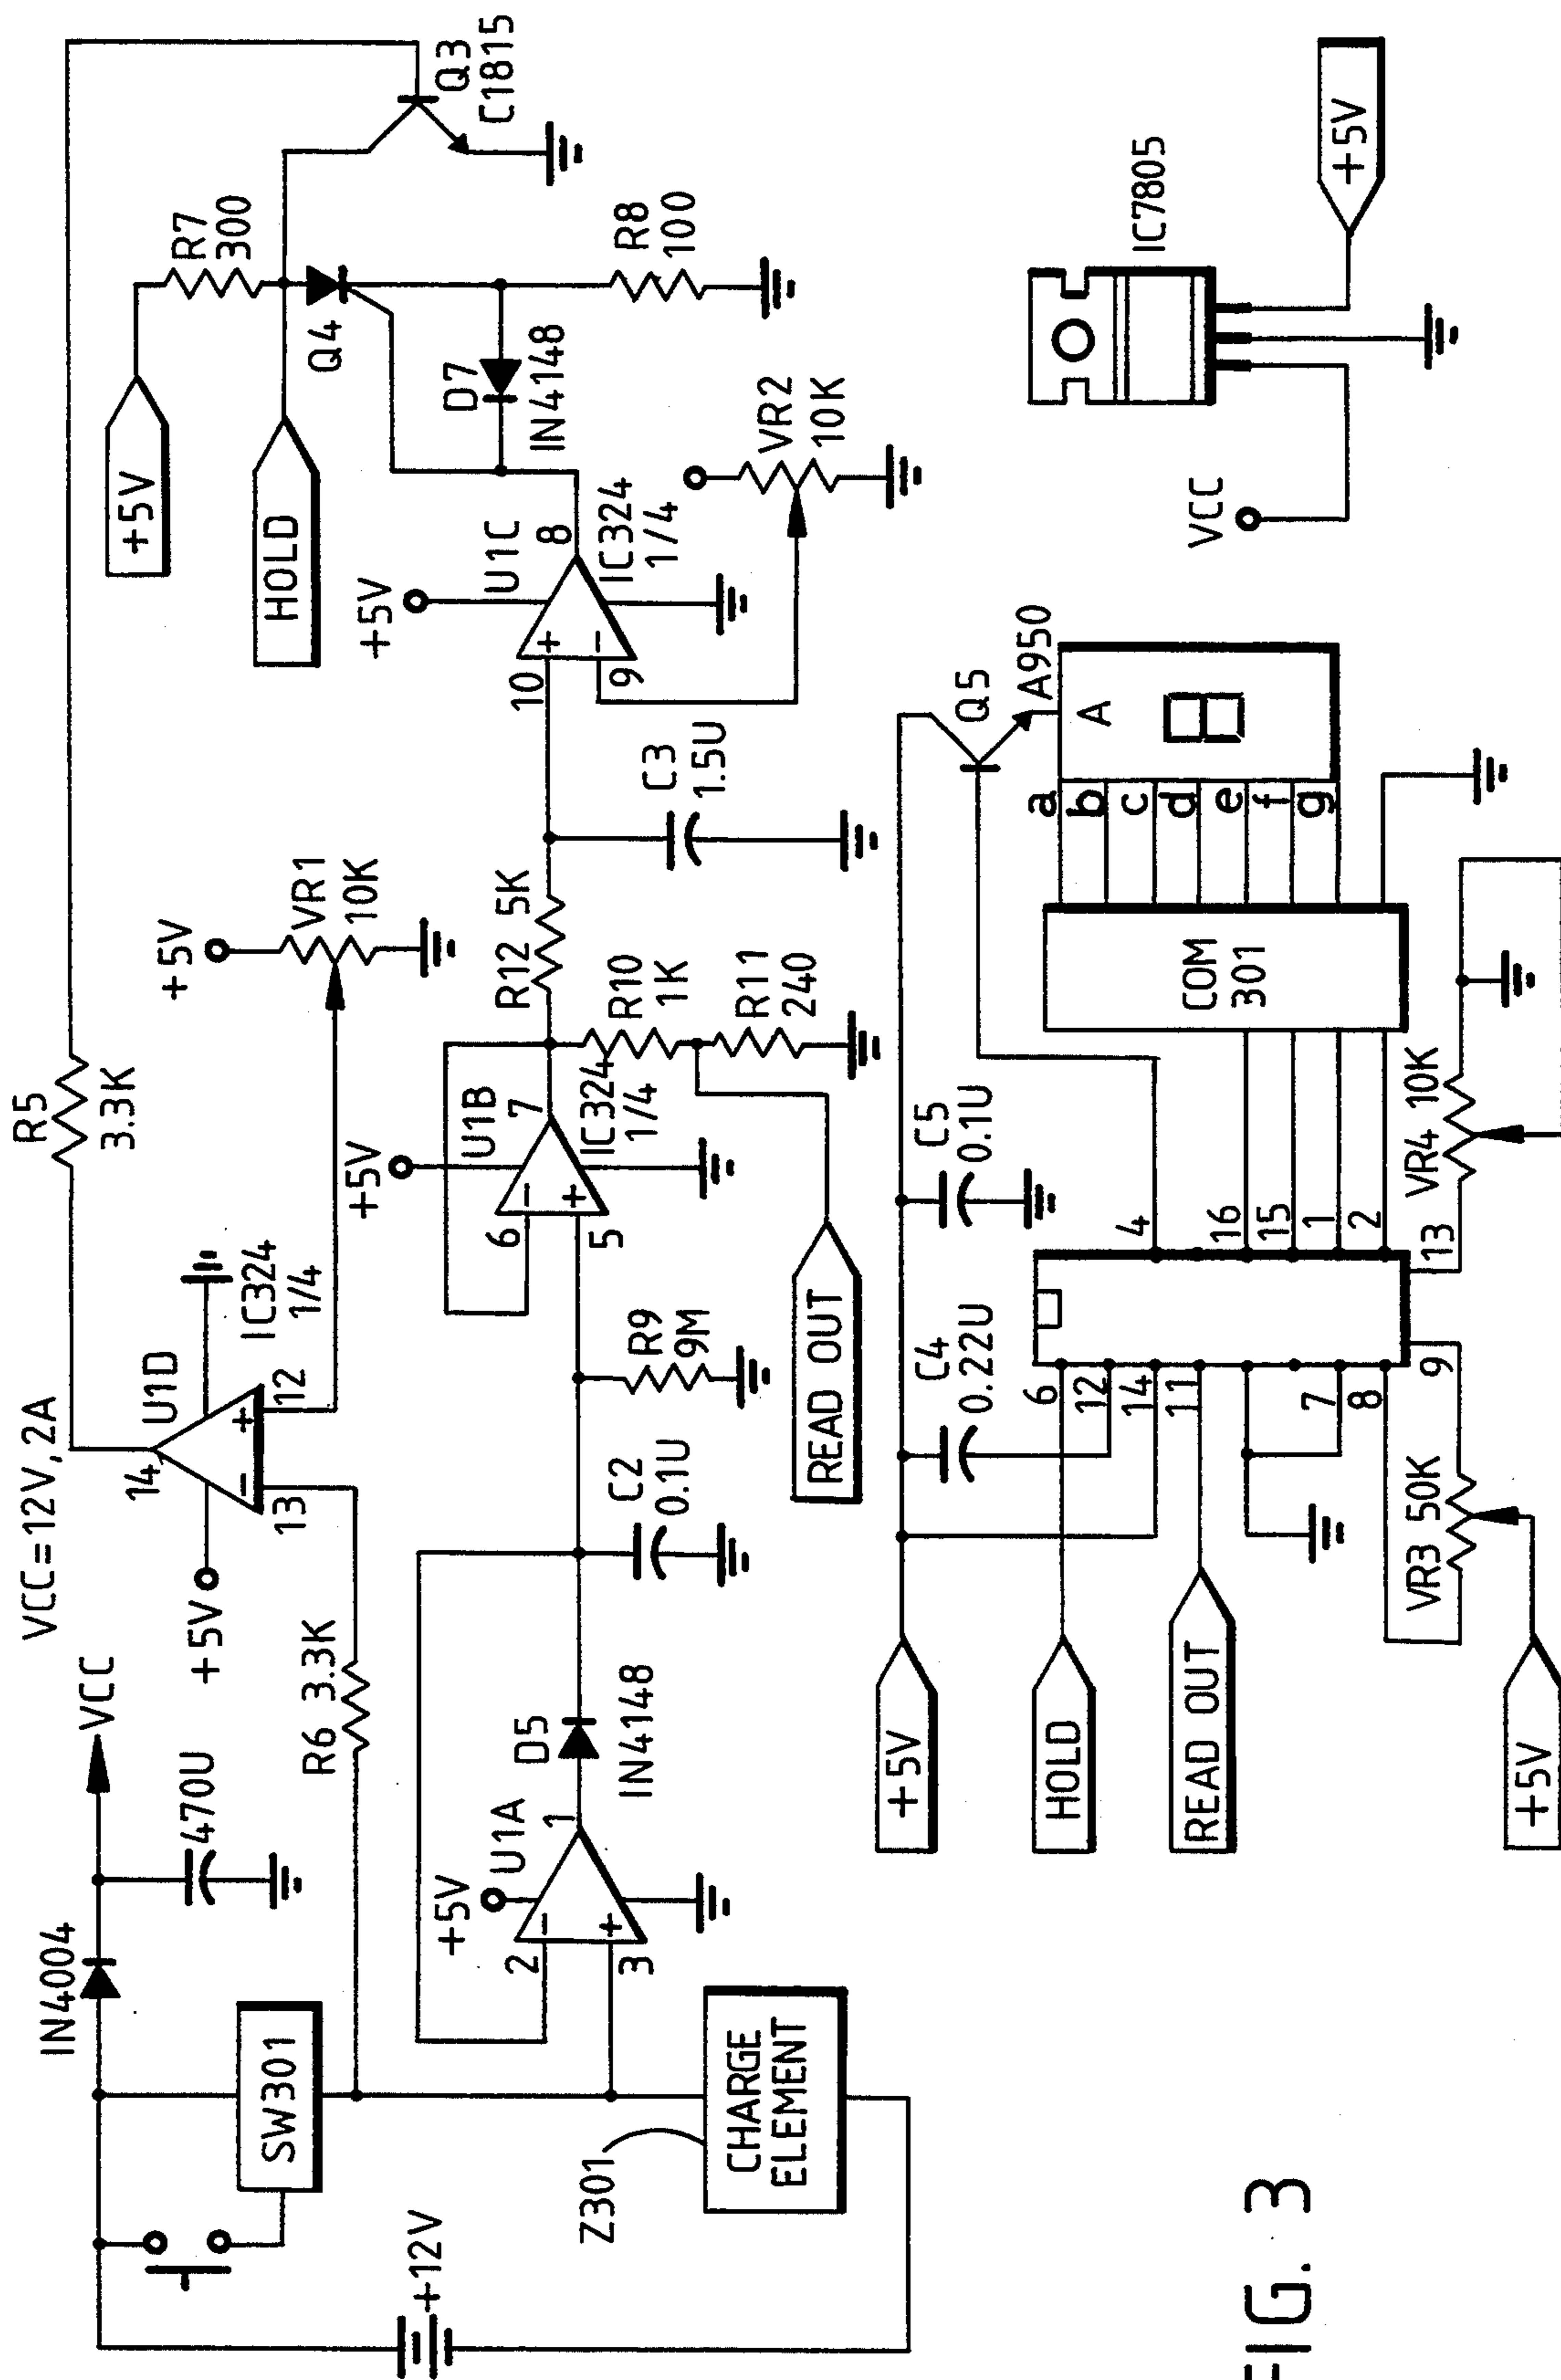 VCC=12V, 2A
IN4004
VCC
470U
SW301
+12V
R6 3.3K
+5V
U1D
14
13
12
IC324
1/4
R5
3.3K
+5V
VR1
10K
Q3
C1815
+5V
R7
300
HOLD
Q4
D7
IN4148
R8
100
Z301
CHARGE
ELEMENT
+5V
U1A
2
3
1
D5
IN4148
C2
0.1U
R9
9M
+5V
U1B
6
5
7
IC324
1/4
R12 5K
R10
1K
R11
240
READ OUT
C3
1.5U
+5V
U1C
10
9
8
IC324
1/4
VR2
10K
+5V
HOLD
READ OUT
+5V
C4
0.22U
C5
0.1U
6
12
14
11
7
8
9
VR3 50K
4
16
15
1
2
13
VR4 10K
COM
301
a
b
c
d
e
f
g
A
8
Q5
A950
VCC
IC7805
+5V
FIG. 3